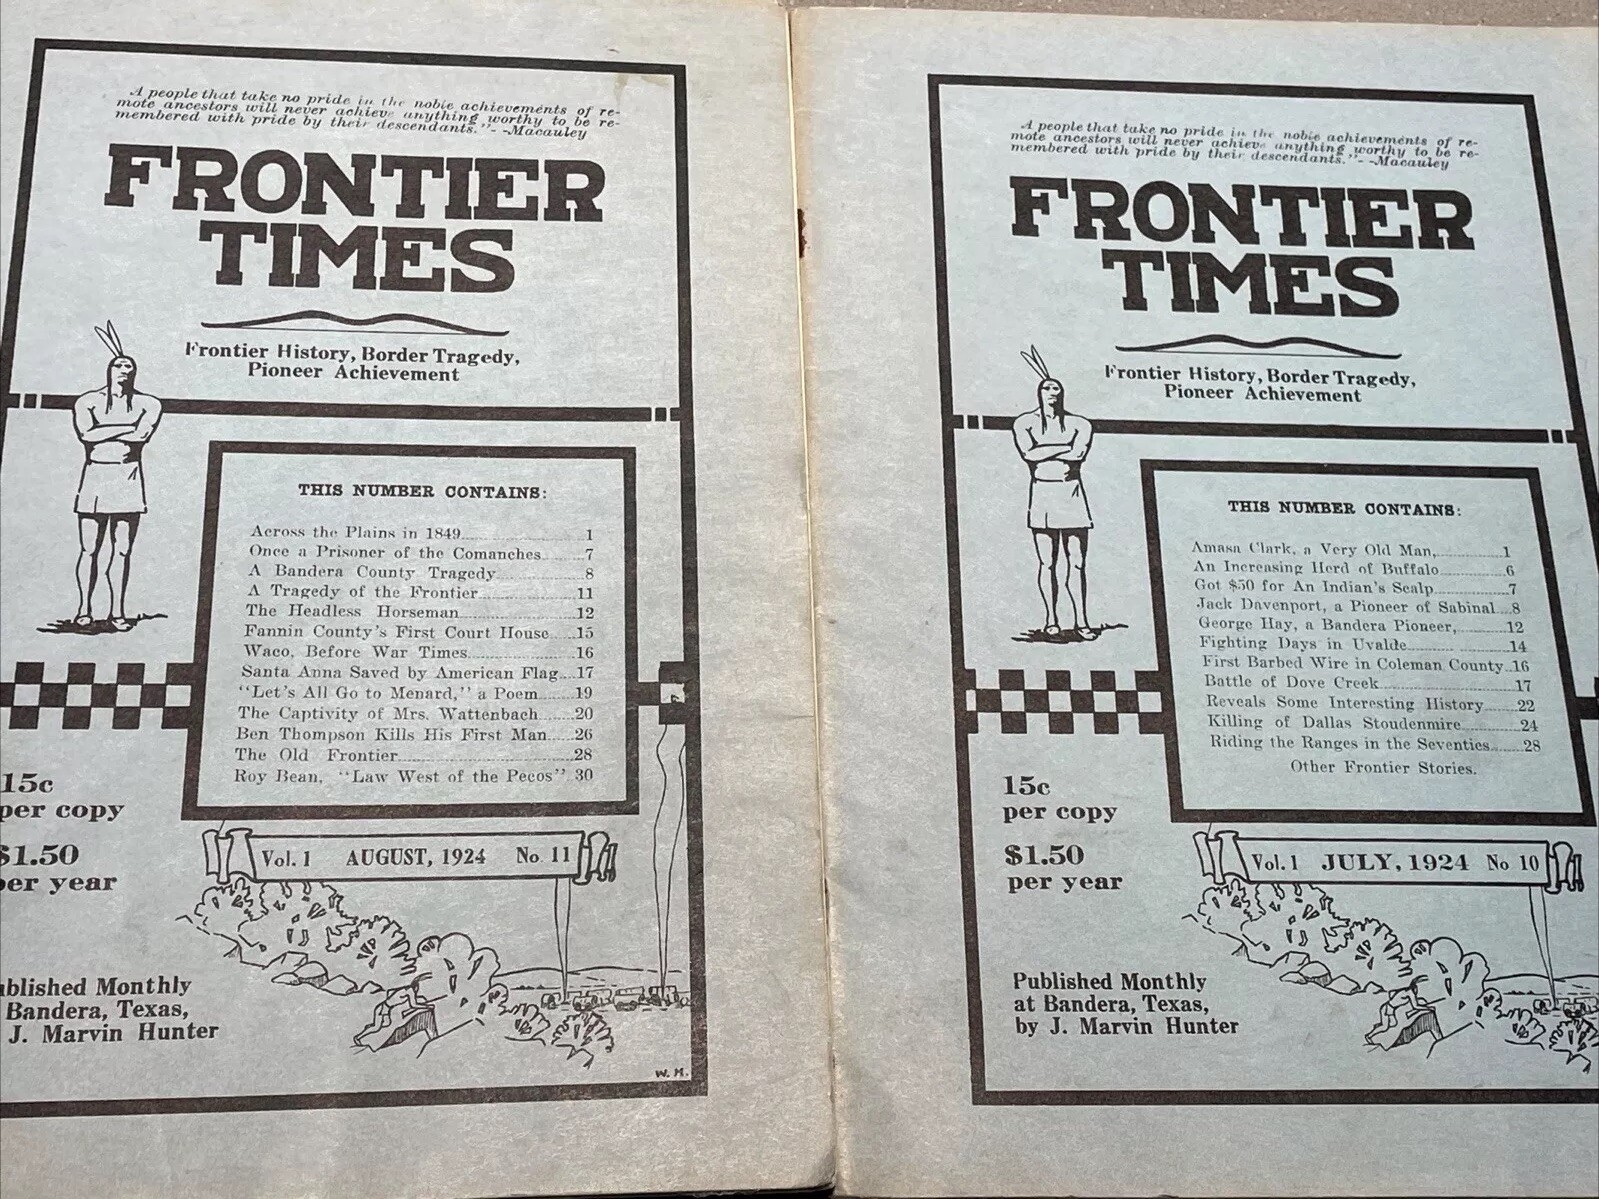 A people that take no pride in the noble achievements of re-
mote ancestors will never achieve anything worthy to be re-
membered with pride by their descendants."--Macauley
FRONTIER
TIMES
Frontier History, Border Tragedy,
Pioneer Achievement
THIS NUMBER CONTAINS:
Across the Plains in 1849 1
Once a Prisoner of the Comanches 7
A Bandera County Tragedy 8
A Tragedy of the Frontier 11
The Headless Horseman 12
Fannin County's First Court House 15
Waco, Before War Times 16
Santa Anna Saved by American Flag 17
"Let's All Go to Menard," a Poem 19
The Captivity of Mrs. Wattenbach 20
Ben Thompson Kills His First Man 26
The Old Frontier 28
Roy Bean, "Law West of the Pecos" 30
15c
per copy
$1.50
per year
Vol. 1 AUGUST, 1924 No. 11
ublished Monthly
Bandera, Texas,
J. Marvin Hunter
W. H.
A people that take no pride in the noble achievements of re-
mote ancestors will never achieve anything worthy to be re-
membered with pride by their descendants."--Macauley
FRONTIER
TIMES
Frontier History, Border Tragedy,
Pioneer Achievement
THIS NUMBER CONTAINS:
Amasa Clark, a Very Old Man, 1
An Increasing Herd of Buffalo 6
Got $50 for An Indian's Scalp 7
Jack Davenport, a Pioneer of Sabinal 8
George Hay, a Bandera Pioneer, 12
Fighting Days in Uvalde 14
First Barbed Wire in Coleman County 16
Battle of Dove Creek 17
Reveals Some Interesting History 22
Killing of Dallas Stoudenmire 24
Riding the Ranges in the Seventies 28
Other Frontier Stories.
15c
per copy
$1.50
per year
Vol. 1 JULY, 1924 No 10
Published Monthly
at Bandera, Texas,
by J. Marvin Hunter